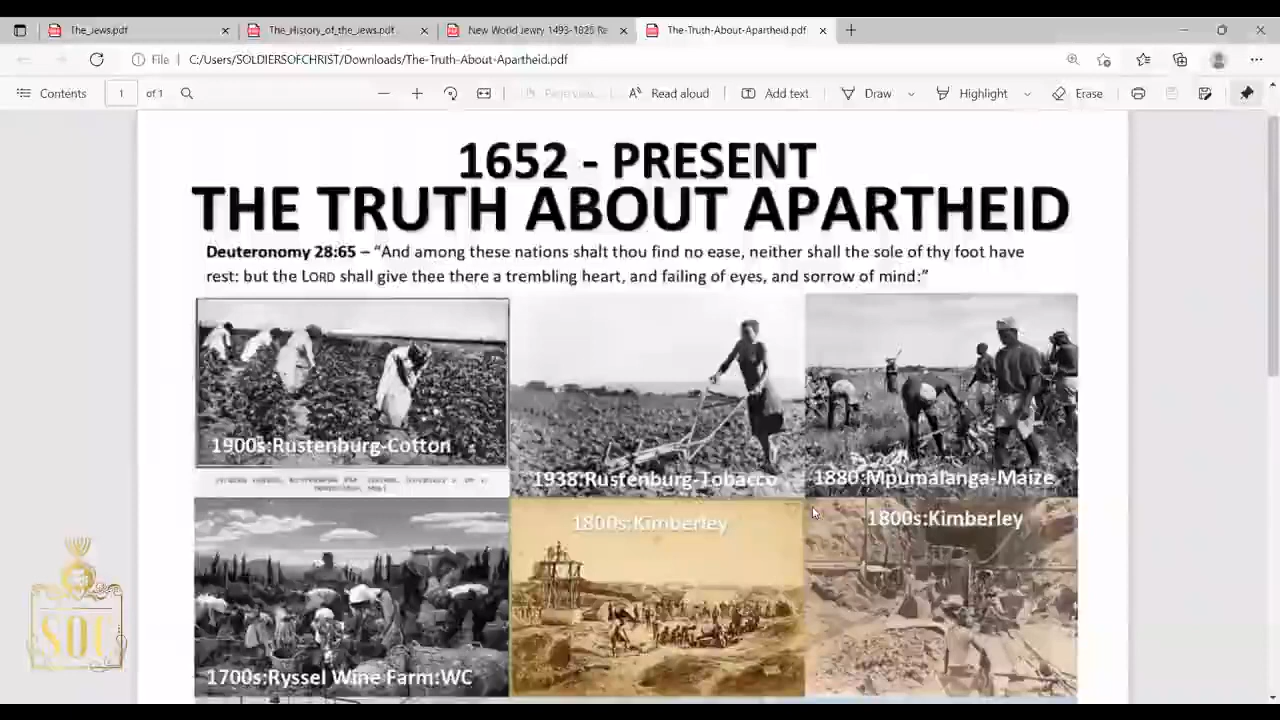 The_Jews.pdf
The_History_of_the_Jews.pdf
New World Jewry 1493-1825 Re
The-Truth-About-Apartheid.pdf
File
C:/Users/SOLDIERSOFCHRIST/Downloads/The-Truth-About-Apartheid.pdf
Contents 1 of 1 Page view Read aloud Add text Draw Highlight Erase
1652 - PRESENT
THE TRUTH ABOUT APARTHEID
Deuteronomy 28:65 – “And among these nations shalt thou find no ease, neither shall the sole of thy foot have
rest: but the LORD shall give thee there a trembling heart, and failing of eyes, and sorrow of mind:”
1900s:Rustenburg-Cotton
1938:Rustenburg-Tobacco
1880:Mpumalanga-Maize
1800s:Kimberley
1800s:Kimberley
1700s:Ryssel Wine Farm:WC
SOC